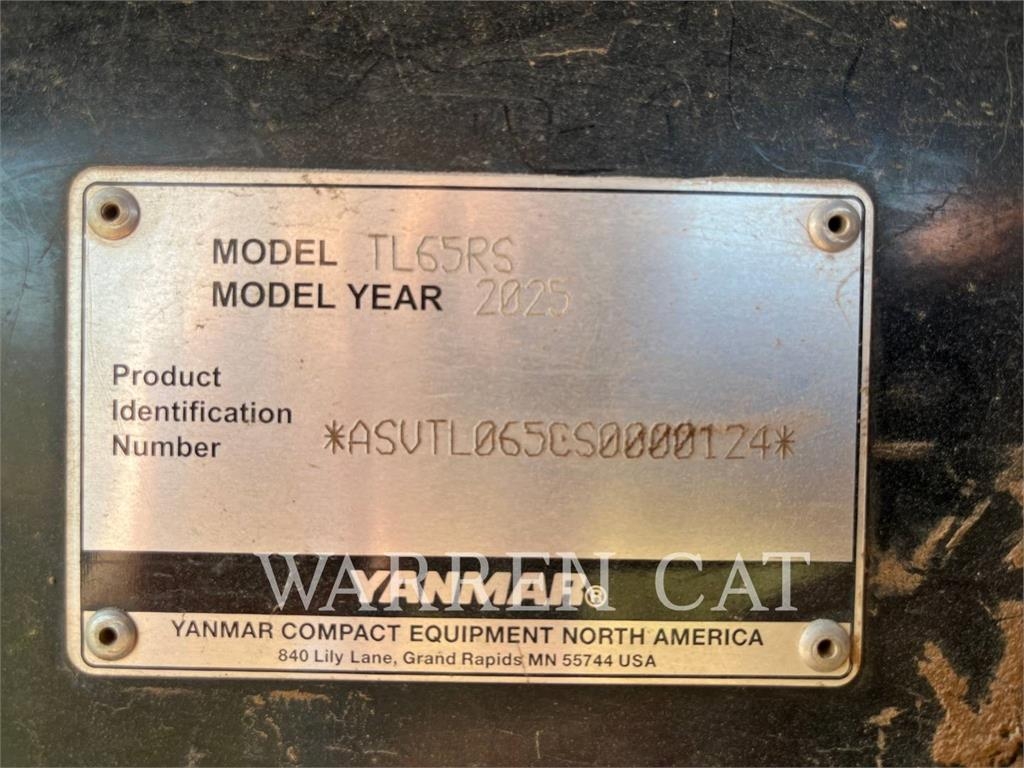 MODEL TL65RS
MODEL YEAR 2025
Product
Identification
Number *ASVTL065CS0000124*
WARREN CAT
YANMAR®
YANMAR COMPACT EQUIPMENT NORTH AMERICA
840 Lily Lane, Grand Rapids MN 55744 USA